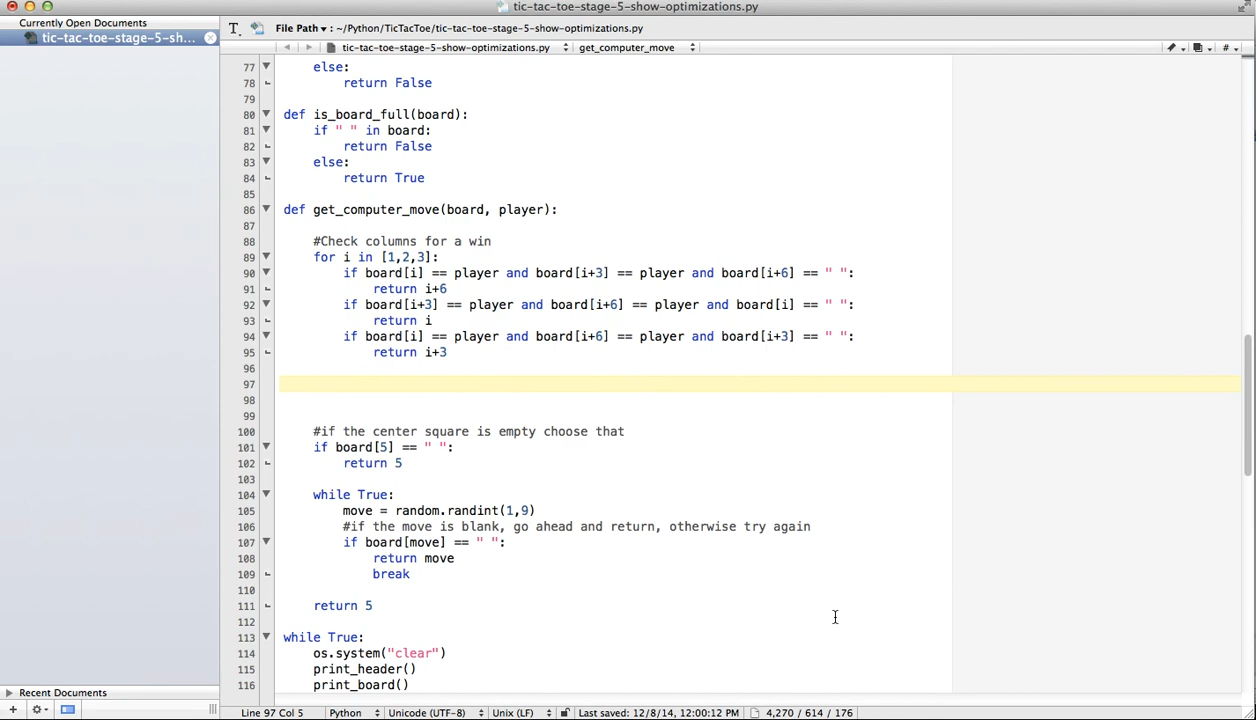 tic-tac-toe-stage-5-show-optimizations.py
Currently Open Documents
tic-tac-toe-stage-5-sh...
File Path ▾ : ~/Python/TicTacToe/tic-tac-toe-stage-5-show-optimizations.py
tic-tac-toe-stage-5-show-optimizations.py get_computer_move #
77 else:
78 return False
79
80 def is_board_full(board):
81 if " " in board:
82 return False
83 else:
84 return True
85
86 def get_computer_move(board, player):
87
88 #Check columns for a win
89 for i in [1,2,3]:
90 if board[i] == player and board[i+3] == player and board[i+6] == " ":
91 return i+6
92 if board[i+3] == player and board[i+6] == player and board[i] == " ":
93 return i
94 if board[i] == player and board[i+6] == player and board[i+3] == " ":
95 return i+3
96
97
98
99
100 #if the center square is empty choose that
101 if board[5] == " ":
102 return 5
103
104 while True:
105 move = random.randint(1,9)
106 #if the move is blank, go ahead and return, otherwise try again
107 if board[move] == " ":
108 return move
109 break
110
111 return 5
112
113 while True:
114 os.system("clear")
115 print_header()
116 print_board()
Recent Documents
Line 97 Col 5 Python Unicode (UTF-8) Unix (LF) Last saved: 12/8/14, 12:00:12 PM 4,270 / 614 / 176